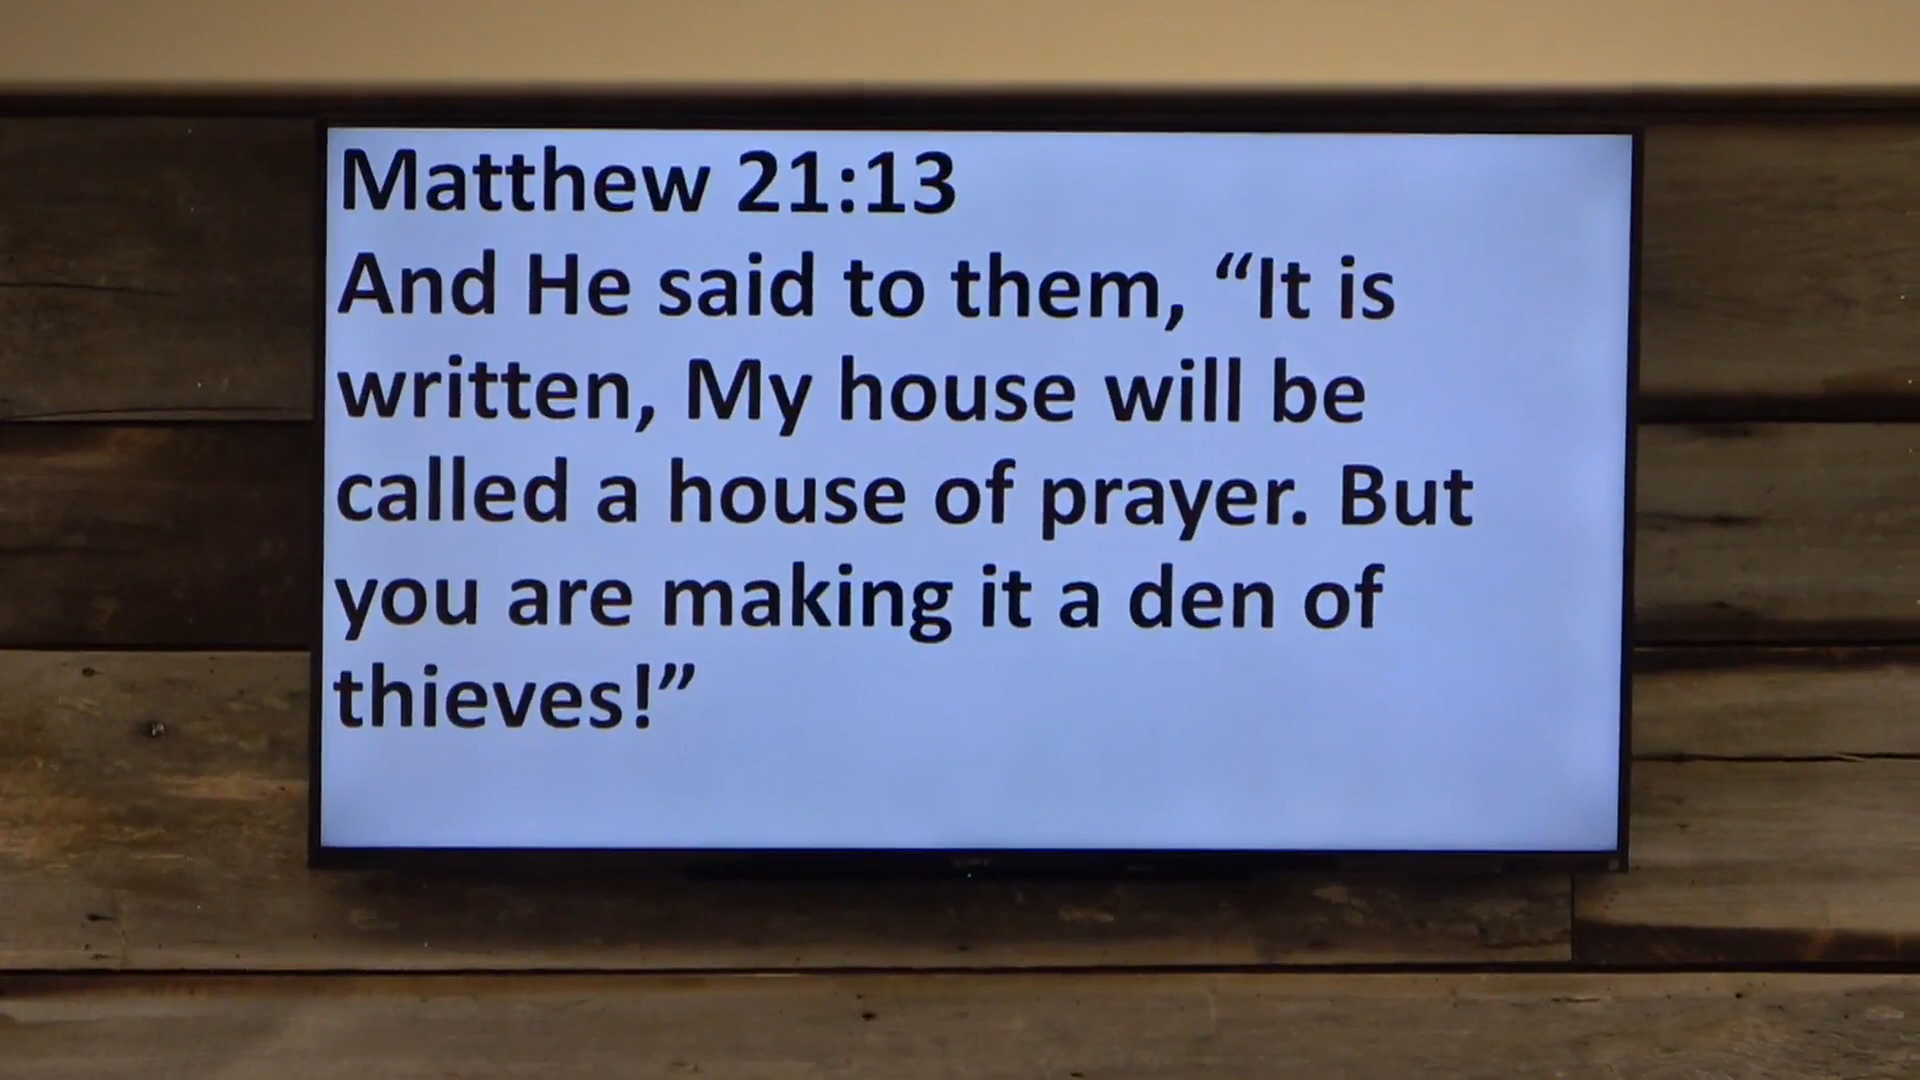 Matthew 21:13
And He said to them, “It is
written, My house will be
called a house of prayer. But
you are making it a den of
thieves!”